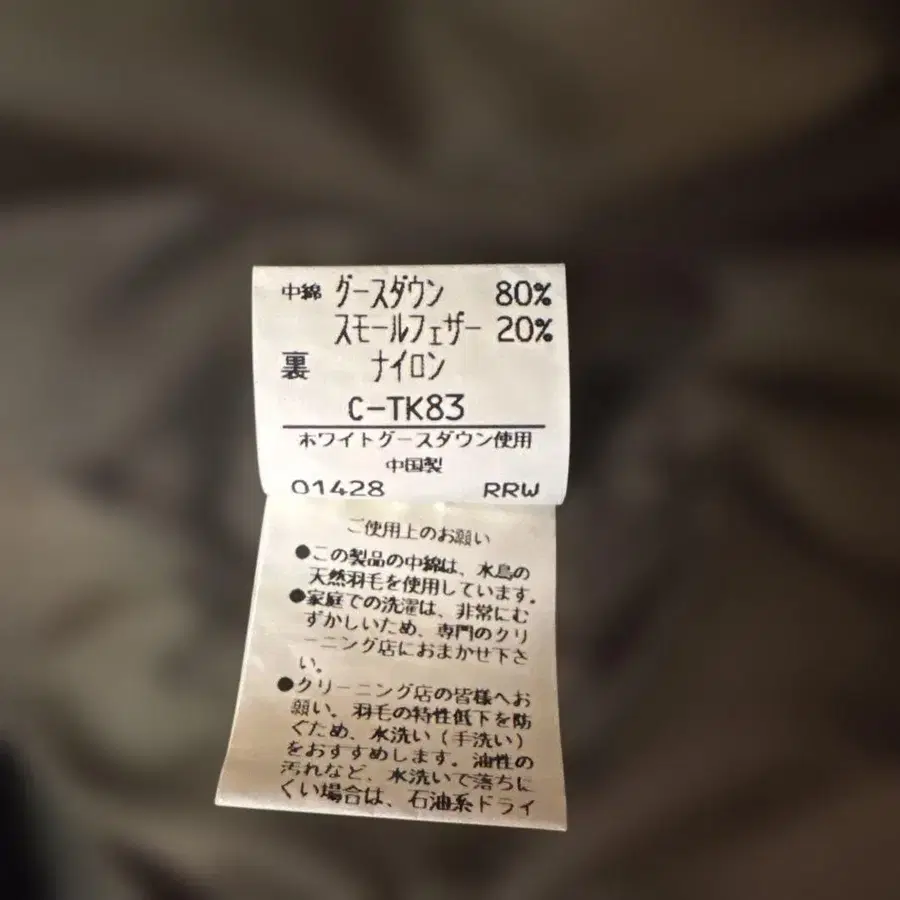 中綿 グースダウン 80%
スモールフェザー 20%
裏 ナイロン
C-TK83
ホワイトグースダウン使用
中国製
01428 RRW
ご使用上のお願い
●この製品の中綿は、水鳥の
天然羽毛を使用しています。
●家庭での洗濯は、非常にむ
ずかしいため、専門のクリ
ーニング店におまかせ下さ
い。
●クリーニング店の皆様へお
願い。羽毛の特性低下を防
ぐため、水洗い(手洗い)
をおすすめします。油性の
汚れなど、水洗いで落ちに
くい場合は、石油系ドライ